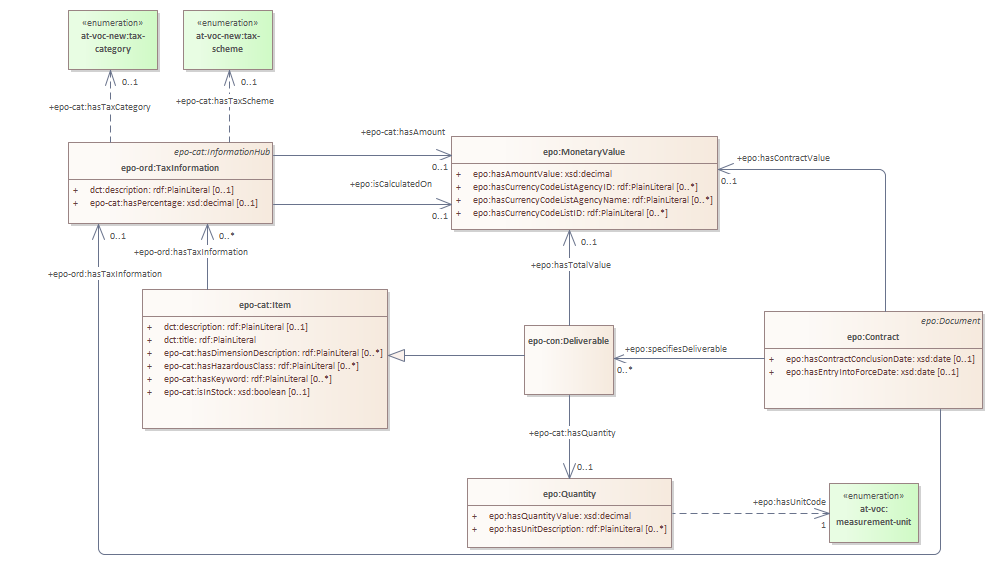 «enumeration»
at-voc-new:tax-
category
«enumeration»
at-voc-new:tax-
scheme
0..1
0..1
+epo-cat:hasTaxCategory
+epo-cat:hasTaxScheme
epo-cat:InformationHub
epo-ord:TaxInformation
+ dct:description: rdf:PlainLiteral [0..1]
+ epo-cat:hasPercentage: xsd:decimal [0..1]
+epo-cat:hasAmount
0..1
+epo:isCalculatedOn
0..1
epo:MonetaryValue
+ epo:hasAmountValue: xsd:decimal
+ epo:hasCurrencyCodeListAgencyID: rdf:PlainLiteral [0..*]
+ epo:hasCurrencyCodeListAgencyName: rdf:PlainLiteral [0..*]
+ epo:hasCurrencyCodeListID: rdf:PlainLiteral [0..*]
+epo:hasContractValue
0..1
0..1
0..*
+epo-ord:hasTaxInformation
+epo-ord:hasTaxInformation
0..1
+epo:hasTotalValue
epo-cat:Item
+ dct:description: rdf:PlainLiteral [0..1]
+ dct:title: rdf:PlainLiteral
+ epo-cat:hasDimensionDescription: rdf:PlainLiteral [0..*]
+ epo-cat:hasHazardousClass: rdf:PlainLiteral [0..*]
+ epo-cat:hasKeyword: rdf:PlainLiteral [0..*]
+ epo-cat:isInStock: xsd:boolean [0..1]
epo-con:Deliverable
+epo:specifiesDeliverable
0..*
epo:Document
epo:Contract
+ epo:hasContractConclusionDate: xsd:date [0..1]
+ epo:hasEntryIntoForceDate: xsd:date [0..1]
+epo-cat:hasQuantity
0..1
epo:Quantity
+ epo:hasQuantityValue: xsd:decimal
+ epo:hasUnitDescription: rdf:PlainLiteral [0..*]
+epo:hasUnitCode
1
«enumeration»
at-voc:
measurement-unit